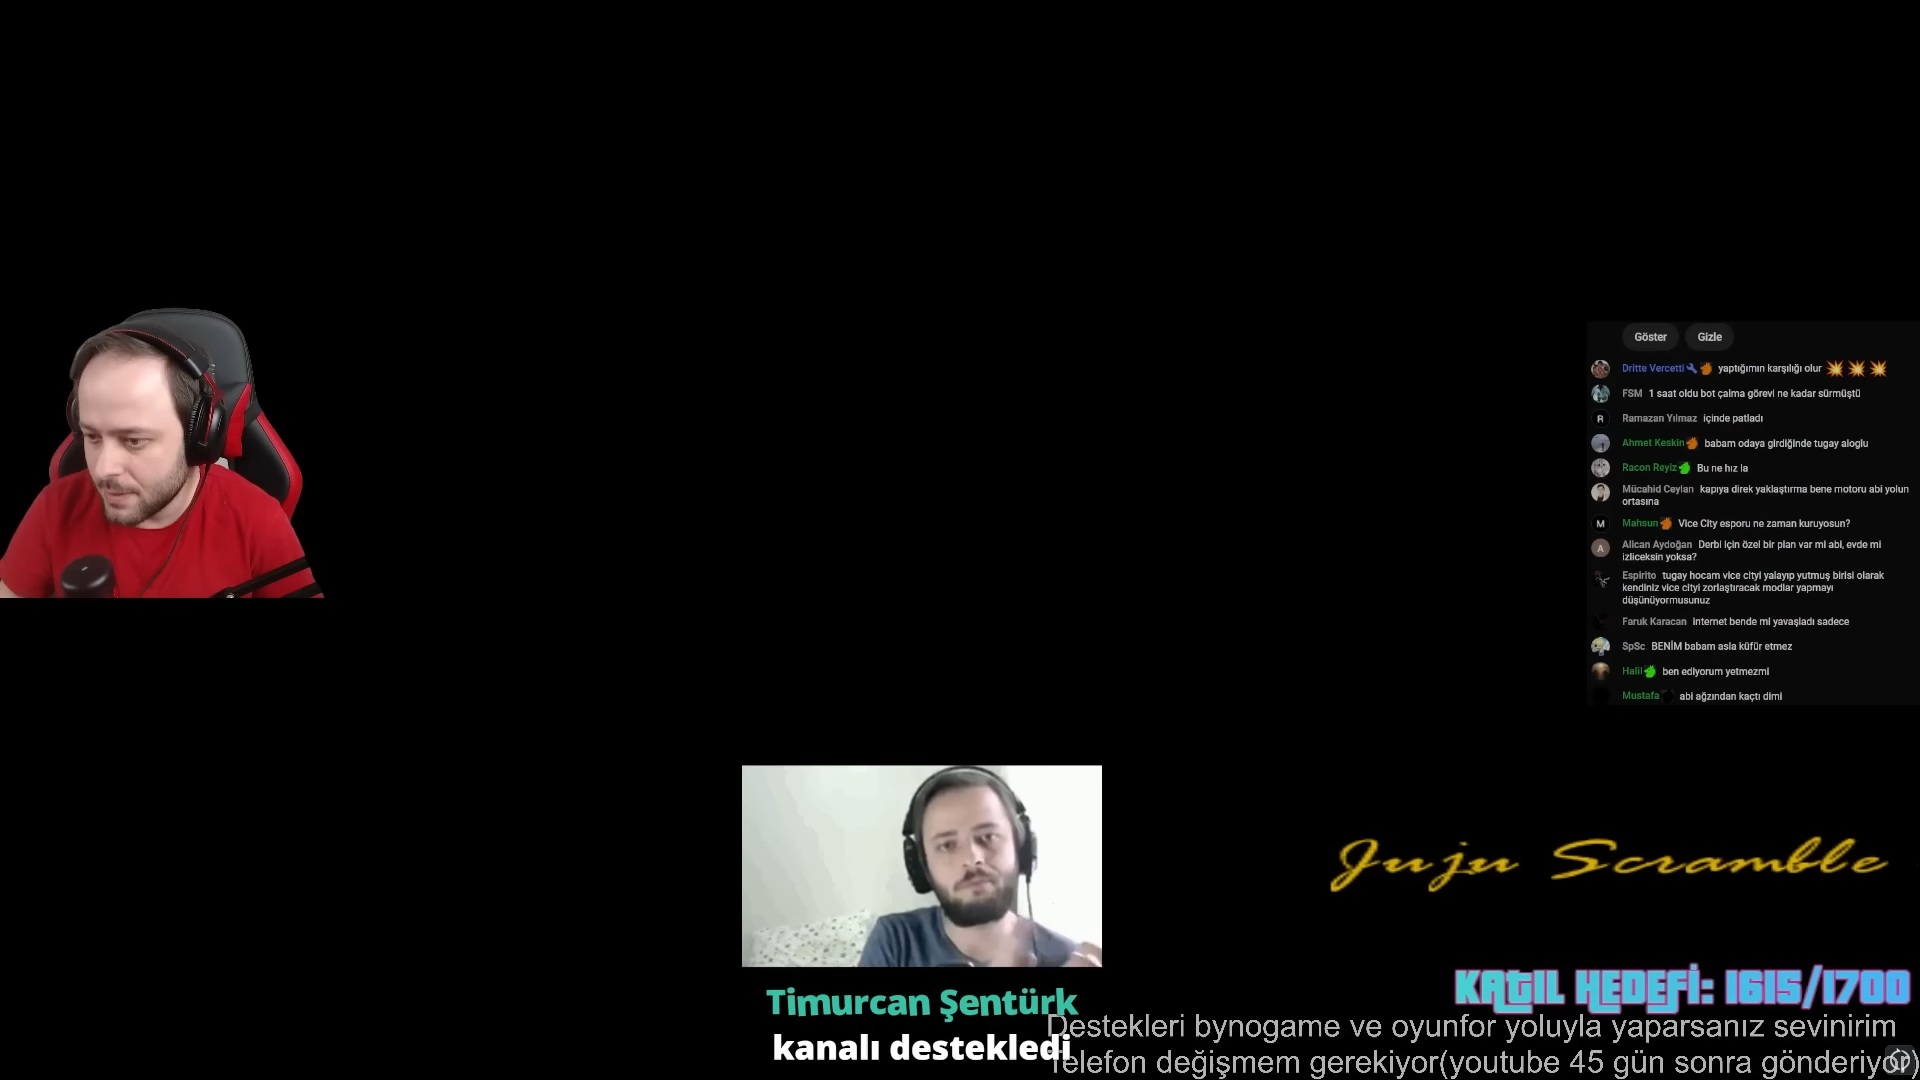 Göster Gizle
Dritte Vercetti yaptığımın karşılığı olur
FSM 1 saat oldu bot çalma görevi ne kadar sürmüştü
Ramazan Yılmaz içinde patladı
Ahmet Keskin babam odaya girdiğinde tugay aloglu
Racon Reyiz Bu ne hız la
Mücahid Ceylan kapıya direk yaklaştırma bene motoru abi yolun
ortasına
Mahsun Vice City esporu ne zaman kuruyosun?
Alican Aydoğan Derbi için özel bir plan var mi abi, evde mi
izliceksin yoksa?
Espirito tugay hocam vice cityi yalayıp yutmuş birisi olarak
kendiniz vice cityi zorlaştıracak modlar yapmayı
düşünüyormusunuz
Faruk Karacan Internet bende mi yavaşladı sadece
SpSc BENİM babam asla küfür etmez
Halil ben ediyorum yetmezmi
Mustafa abi ağzından kaçtı dimi
Juju Scramble
KATIL HEDEFİ: 1615/1700
Timurcan Şentürk
kanalı destekledi
Destekleri bynogame ve oyunfor yoluyla yaparsanız sevinirim
Telefon değişmem gerekiyor(youtube 45 gün sonra gönderiyor)